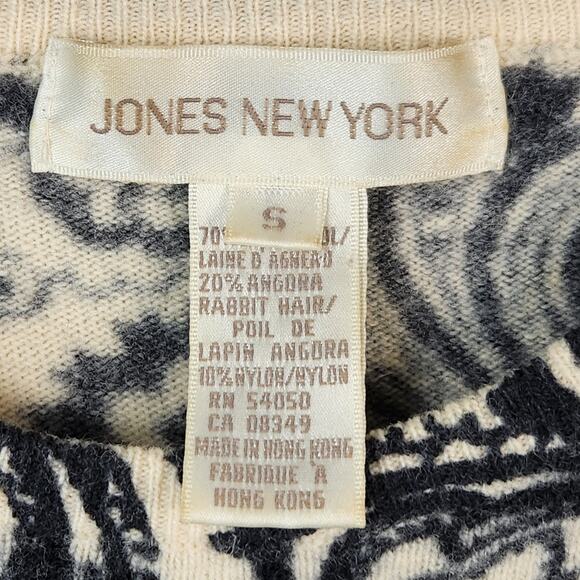 JONES NEW YORK
S
70%
LAINE D'AGNEAU
20% ANGORA
RABBIT HAIR/
POIL DE
LAPIN ANGORA
10% NYLON/NYLON
RN 54050
CA 08349
MADE IN HONG KONG
FABRIQUE 'A
HONG KONG